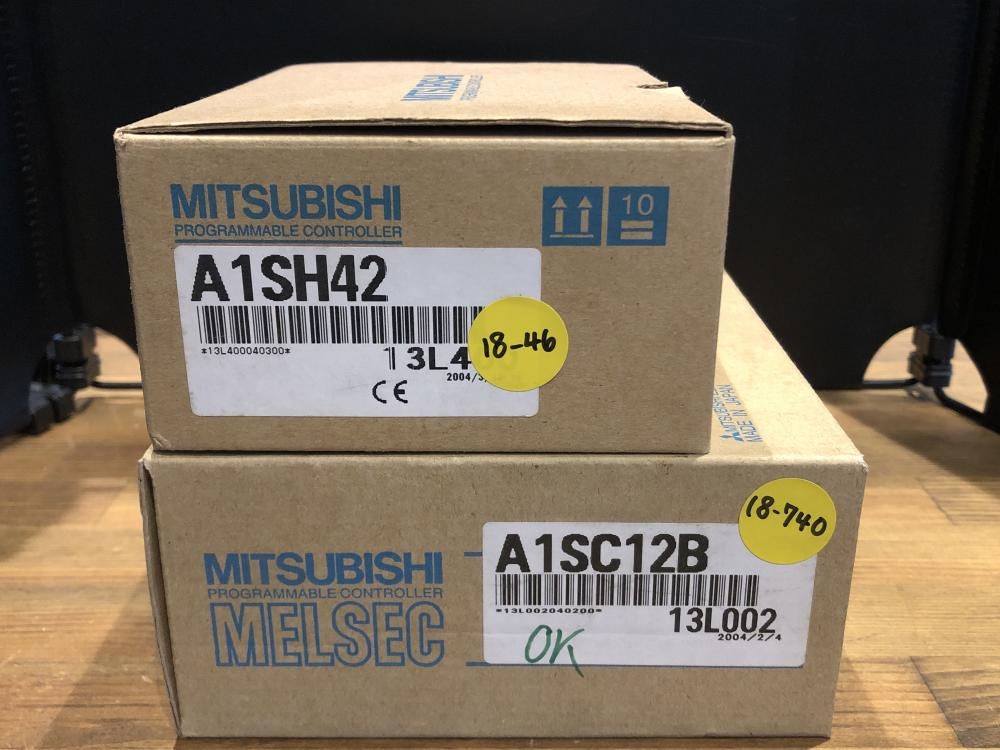 MITSUBISHI
MITSUBISHI
PROGRAMMABLE CONTROLLER
10
A1SH42
*13L400040300*
13L4
2004/3/
CE
18-46
MITSUBISHI
MADE IN JAPAN
18-740
MITSUBISHI
PROGRAMMABLE CONTROLLER
MELSEC
A1SC12B
*13L002040200*
13L002
2004/2/4
OK